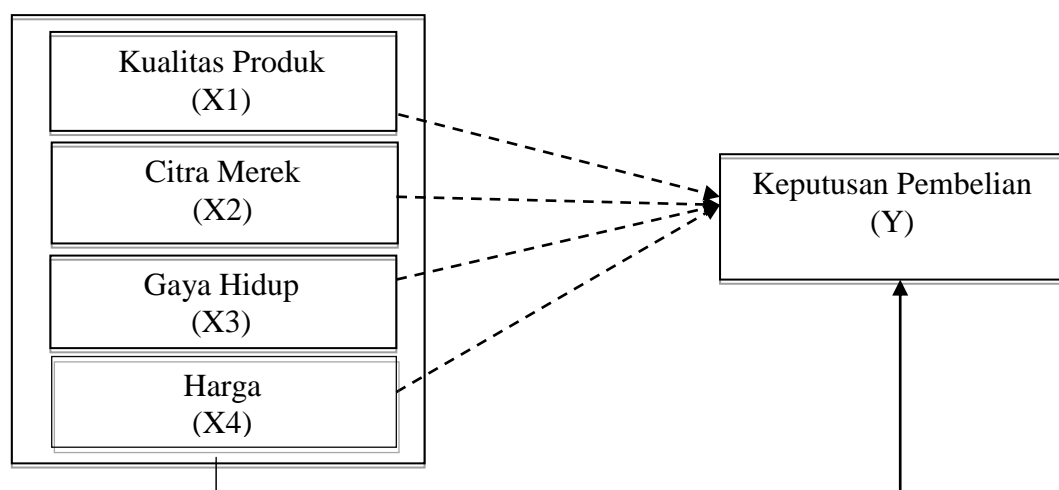 Kualitas Produk
(X1)
Citra Merek
(X2)
Gaya Hidup
(X3)
Harga
(X4)
Keputusan Pembelian
(Y)